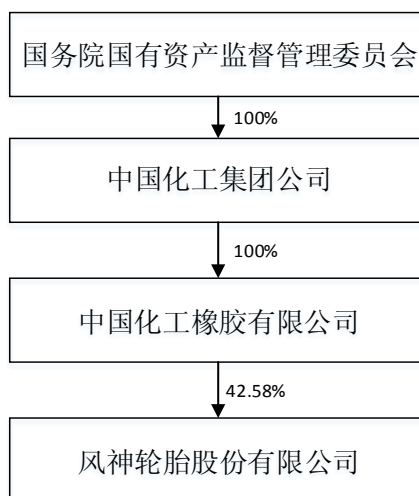 国务院国有资产监督管理委员会
100%
中国化工集团公司
100%
中国化工橡胶有限公司
42.58%
风神轮胎股份有限公司